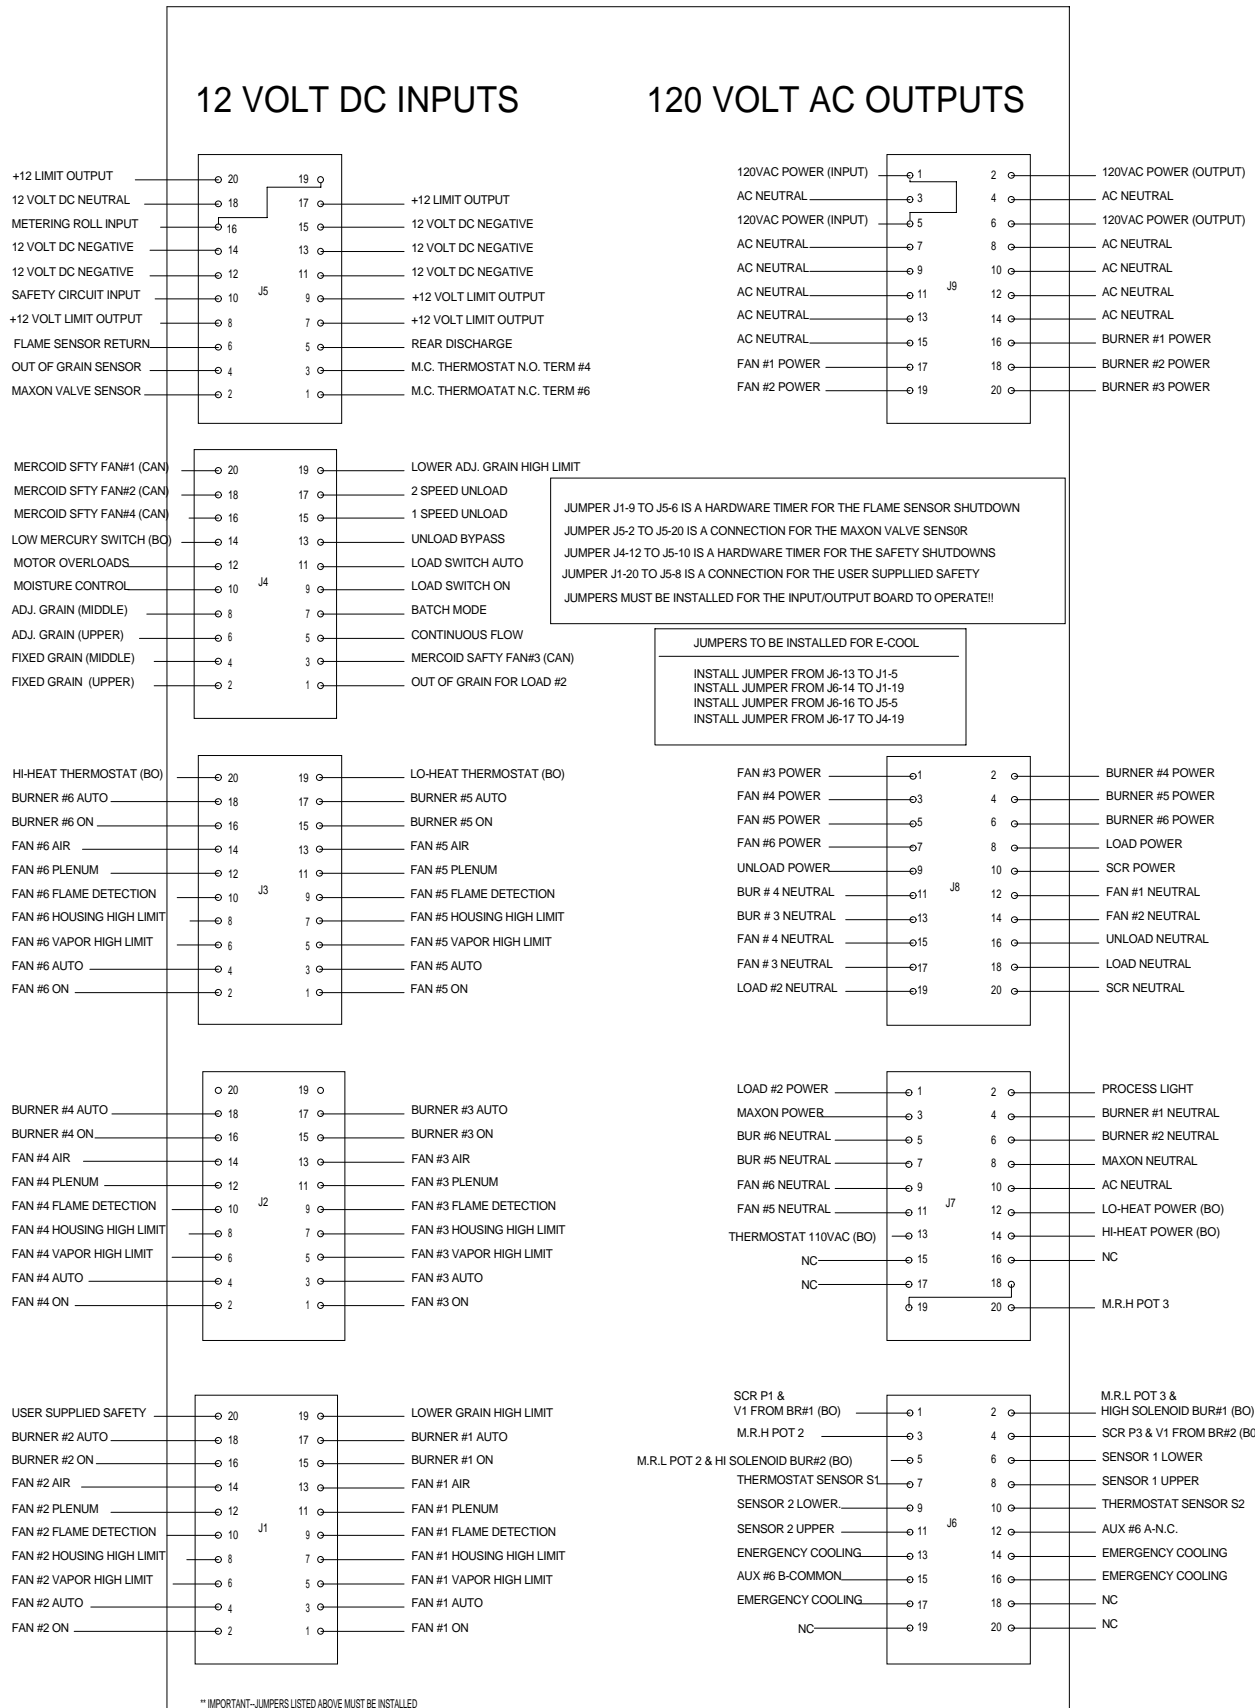 12 VOLT DC INPUTS
120 VOLT AC OUTPUTS
+12 LIMIT OUTPUT 20 19
12 VOLT DC NEUTRAL 18 17 +12 LIMIT OUTPUT
METERING ROLL INPUT 16 15 12 VOLT DC NEGATIVE
12 VOLT DC NEGATIVE 14 13 12 VOLT DC NEGATIVE
12 VOLT DC NEGATIVE 12 11 12 VOLT DC NEGATIVE
J5
SAFETY CIRCUIT INPUT 10 9 +12 VOLT LIMIT OUTPUT
+12 VOLT LIMIT OUTPUT 8 7 +12 VOLT LIMIT OUTPUT
FLAME SENSOR RETURN 6 5 REAR DISCHARGE
OUT OF GRAIN SENSOR 4 3 M.C. THERMOSTAT N.O. TERM #4
MAXON VALVE SENSOR 2 1 M.C. THERMOATAT N.C. TERM #6
120VAC POWER (INPUT) 1 2 120VAC POWER (OUTPUT)
AC NEUTRAL 3 4 AC NEUTRAL
120VAC POWER (INPUT) 5 6 120VAC POWER (OUTPUT)
AC NEUTRAL 7 8 AC NEUTRAL
AC NEUTRAL 9 10 AC NEUTRAL
J9
AC NEUTRAL 11 12 AC NEUTRAL
AC NEUTRAL 13 14 AC NEUTRAL
AC NEUTRAL 15 16 BURNER #1 POWER
FAN #1 POWER 17 18 BURNER #2 POWER
FAN #2 POWER 19 20 BURNER #3 POWER
MERCOID SFTY FAN#1 (CAN) 20 19 LOWER ADJ. GRAIN HIGH LIMIT
MERCOID SFTY FAN#2 (CAN) 18 17 2 SPEED UNLOAD
MERCOID SFTY FAN#4 (CAN) 16 15 1 SPEED UNLOAD
LOW MERCURY SWITCH (BO) 14 13 UNLOAD BYPASS
MOTOR OVERLOADS 12 11 LOAD SWITCH AUTO
J4
MOISTURE CONTROL 10 9 LOAD SWITCH ON
ADJ. GRAIN (MIDDLE) 8 7 BATCH MODE
ADJ. GRAIN (UPPER) 6 5 CONTINUOUS FLOW
FIXED GRAIN (MIDDLE) 4 3 MERCOID SAFTY FAN#3 (CAN)
FIXED GRAIN (UPPER) 2 1 OUT OF GRAIN FOR LOAD #2
JUMPER J1-9 TO J5-6 IS A HARDWARE TIMER FOR THE FLAME SENSOR SHUTDOWN
JUMPER J5-2 TO J5-20 IS A CONNECTION FOR THE MAXON VALVE SENS0R
JUMPER J4-12 TO J5-10 IS A HARDWARE TIMER FOR THE SAFETY SHUTDOWNS
JUMPER J1-20 TO J5-8 IS A CONNECTION FOR THE USER SUPPLLIED SAFETY
JUMPERS MUST BE INSTALLED FOR THE INPUT/OUTPUT BOARD TO OPERATE!!
JUMPERS TO BE INSTALLED FOR E-COOL
INSTALL JUMPER FROM J6-13 TO J1-5
INSTALL JUMPER FROM J6-14 TO J1-19
INSTALL JUMPER FROM J6-16 TO J5-5
INSTALL JUMPER FROM J6-17 TO J4-19
HI-HEAT THERMOSTAT (BO) 20 19 LO-HEAT THERMOSTAT (BO)
BURNER #6 AUTO 18 17 BURNER #5 AUTO
BURNER #6 ON 16 15 BURNER #5 ON
FAN #6 AIR 14 13 FAN #5 AIR
FAN #6 PLENUM 12 11 FAN #5 PLENUM
J3
FAN #6 FLAME DETECTION 10 9 FAN #5 FLAME DETECTION
FAN #6 HOUSING HIGH LIMIT 8 7 FAN #5 HOUSING HIGH LIMIT
FAN #6 VAPOR HIGH LIMIT 6 5 FAN #5 VAPOR HIGH LIMIT
FAN #6 AUTO 4 3 FAN #5 AUTO
FAN #6 ON 2 1 FAN #5 ON
FAN #3 POWER 1 2 BURNER #4 POWER
FAN #4 POWER 3 4 BURNER #5 POWER
FAN #5 POWER 5 6 BURNER #6 POWER
FAN #6 POWER 7 8 LOAD POWER
UNLOAD POWER 9 10 SCR POWER
J8
BUR # 4 NEUTRAL 11 12 FAN #1 NEUTRAL
BUR # 3 NEUTRAL 13 14 FAN #2 NEUTRAL
FAN # 4 NEUTRAL 15 16 UNLOAD NEUTRAL
FAN # 3 NEUTRAL 17 18 LOAD NEUTRAL
LOAD #2 NEUTRAL 19 20 SCR NEUTRAL
20 19
BURNER #4 AUTO 18 17 BURNER #3 AUTO
BURNER #4 ON 16 15 BURNER #3 ON
FAN #4 AIR 14 13 FAN #3 AIR
FAN #4 PLENUM 12 11 FAN #3 PLENUM
J2
FAN #4 FLAME DETECTION 10 9 FAN #3 FLAME DETECTION
FAN #4 HOUSING HIGH LIMIT 8 7 FAN #3 HOUSING HIGH LIMIT
FAN #4 VAPOR HIGH LIMIT 6 5 FAN #3 VAPOR HIGH LIMIT
FAN #4 AUTO 4 3 FAN #3 AUTO
FAN #4 ON 2 1 FAN #3 ON
LOAD #2 POWER 1 2 PROCESS LIGHT
MAXON POWER 3 4 BURNER #1 NEUTRAL
BUR #6 NEUTRAL 5 6 BURNER #2 NEUTRAL
BUR #5 NEUTRAL 7 8 MAXON NEUTRAL
FAN #6 NEUTRAL 9 10 AC NEUTRAL
J7
FAN #5 NEUTRAL 11 12 LO-HEAT POWER (BO)
THERMOSTAT 110VAC (BO) 13 14 HI-HEAT POWER (BO)
NC 15 16 NC
NC 17 18
19 20 M.R.H POT 3
USER SUPPLIED SAFETY 20 19 LOWER GRAIN HIGH LIMIT
BURNER #2 AUTO 18 17 BURNER #1 AUTO
BURNER #2 ON 16 15 BURNER #1 ON
FAN #2 AIR 14 13 FAN #1 AIR
FAN #2 PLENUM 12 11 FAN #1 PLENUM
J1
FAN #2 FLAME DETECTION 10 9 FAN #1 FLAME DETECTION
FAN #2 HOUSING HIGH LIMIT 8 7 FAN #1 HOUSING HIGH LIMIT
FAN #2 VAPOR HIGH LIMIT 6 5 FAN #1 VAPOR HIGH LIMIT
FAN #2 AUTO 4 3 FAN #1 AUTO
FAN #2 ON 2 1 FAN #1 ON
SCR P1 & M.R.L POT 3 &
V1 FROM BR#1 (BO) 1 2 HIGH SOLENOID BUR#1 (BO)
M.R.H POT 2 3 4 SCR P3 & V1 FROM BR#2 (BO
M.R.L POT 2 & HI SOLENOID BUR#2 (BO) 5 6 SENSOR 1 LOWER
THERMOSTAT SENSOR S1 7 8 SENSOR 1 UPPER
SENSOR 2 LOWER. 9 10 THERMOSTAT SENSOR S2
J6
SENSOR 2 UPPER 11 12 AUX #6 A-N.C.
ENERGENCY COOLING 13 14 EMERGENCY COOLING
AUX #6 B-COMMON 15 16 EMERGENCY COOLING
EMERGENCY COOLING 17 18 NC
NC 19 20 NC
** IMPORTANT--JUMPERS LISTED ABOVE MUST BE INSTALLED